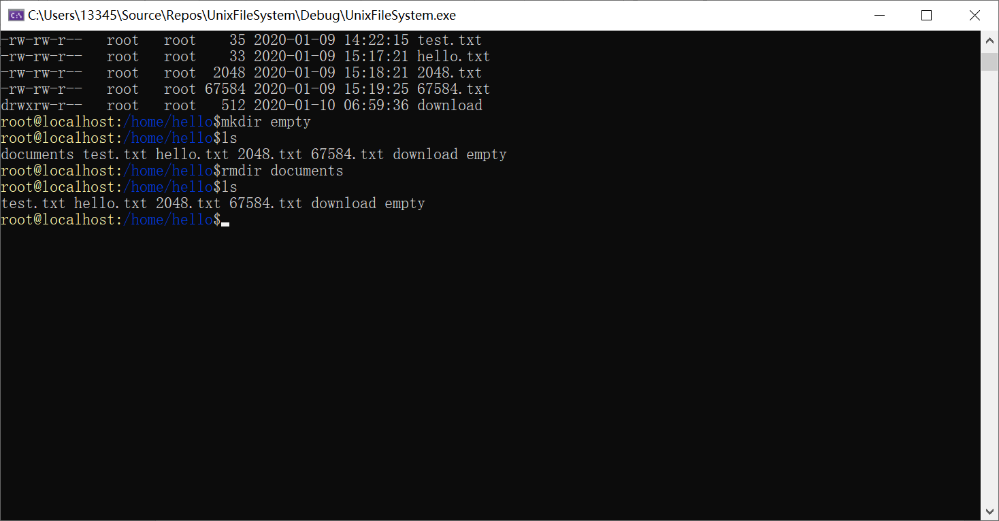 C:\Users\13345\Source\Repos\UnixFileSystem\Debug\UnixFileSystem.exe
-rw-rw-r--   root   root    35 2020-01-09 14:22:15 test.txt
-rw-rw-r--   root   root    33 2020-01-09 15:17:21 hello.txt
-rw-rw-r--   root   root  2048 2020-01-09 15:18:21 2048.txt
-rw-rw-r--   root   root 67584 2020-01-09 15:19:25 67584.txt
drwxrw-r--   root   root   512 2020-01-10 06:59:36 download
root@localhost:/home/hello$mkdir empty
root@localhost:/home/hello$ls
documents test.txt hello.txt 2048.txt 67584.txt download empty
root@localhost:/home/hello$rmdir documents
root@localhost:/home/hello$ls
test.txt hello.txt 2048.txt 67584.txt download empty
root@localhost:/home/hello$